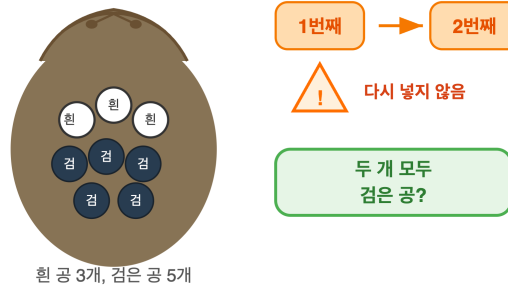 1번째
2번째
!
다시 넣지 않음
흰
흰
흰
검
검
검
검
검
두 개 모두
검은 공?
흰 공 3개, 검은 공 5개